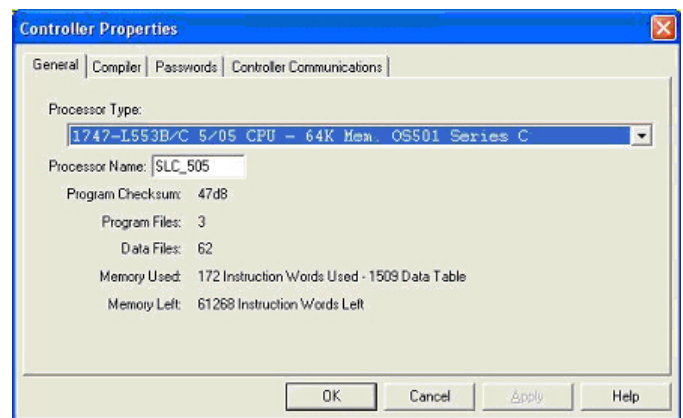 Controller Properties
General Compiler Passwords Controller Communications
Processor Type:
1747-L553B/C 5/05 CPU - 64K Mem. OS501 Series C
Processor Name: SLC_505
Program Checksum: 47d8
Program Files: 3
Data Files: 62
Memory Used: 172 Instruction Words Used - 1509 Data Table
Memory Left: 61268 Instruction Words Left
OK Cancel Apply Help